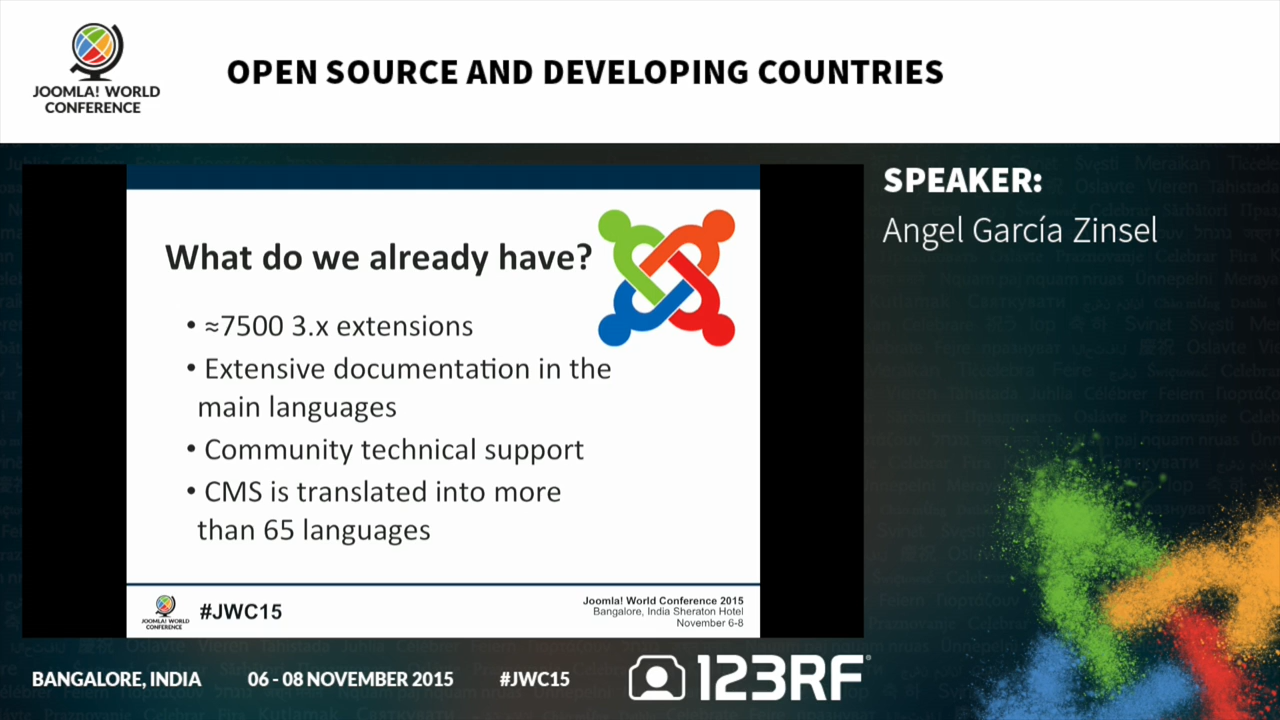 JOOMLA! WORLD
CONFERENCE
OPEN SOURCE AND DEVELOPING COUNTRIES
What do we already have?
• ≈7500 3.x extensions
• Extensive documentation in the
main languages
• Community technical support
• CMS is translated into more
than 65 languages
JOOMLA! WORLD
CONFERENCE
#JWC15
Joomla! World Conference 2015
Bangalore, India Sheraton Hotel
November 6-8
SPEAKER:
Angel García Zinsel
BANGALORE, INDIA
06 - 08 NOVEMBER 2015
#JWC15
123RF®